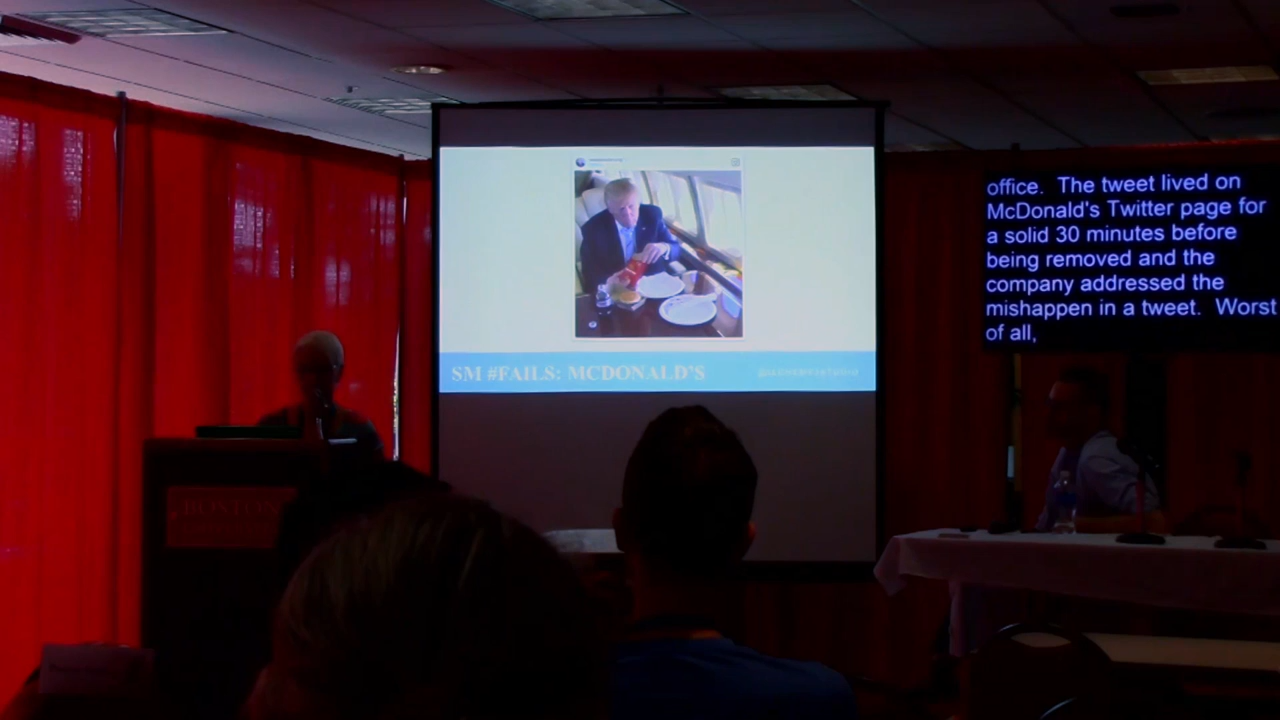 SM #FAILS: MCDONALD'S
office.  The tweet lived on
McDonald's Twitter page for
a solid 30 minutes before
being removed and the
company addressed the
mishappen in a tweet.  Worst
of all,
BOSTON